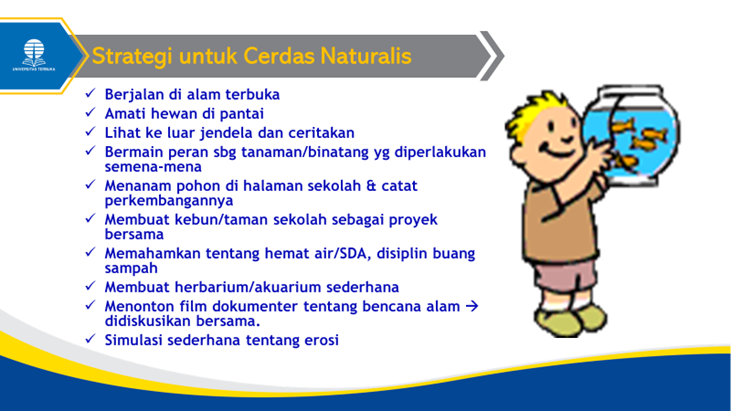 Strategi untuk Cerdas Naturalis
UNIVERSITAS TERBUKA
✓ Berjalan di alam terbuka
✓ Amati hewan di pantai
✓ Lihat ke luar jendela dan ceritakan
✓ Bermain peran sbg tanaman/binatang yg diperlakukan
semena-mena
✓ Menanam pohon di halaman sekolah & catat
perkembangannya
✓ Membuat kebun/taman sekolah sebagai proyek
bersama
✓ Memahamkan tentang hemat air/SDA, disiplin buang
sampah
✓ Membuat herbarium/akuarium sederhana
✓ Menonton film dokumenter tentang bencana alam →
didiskusikan bersama.
✓ Simulasi sederhana tentang erosi